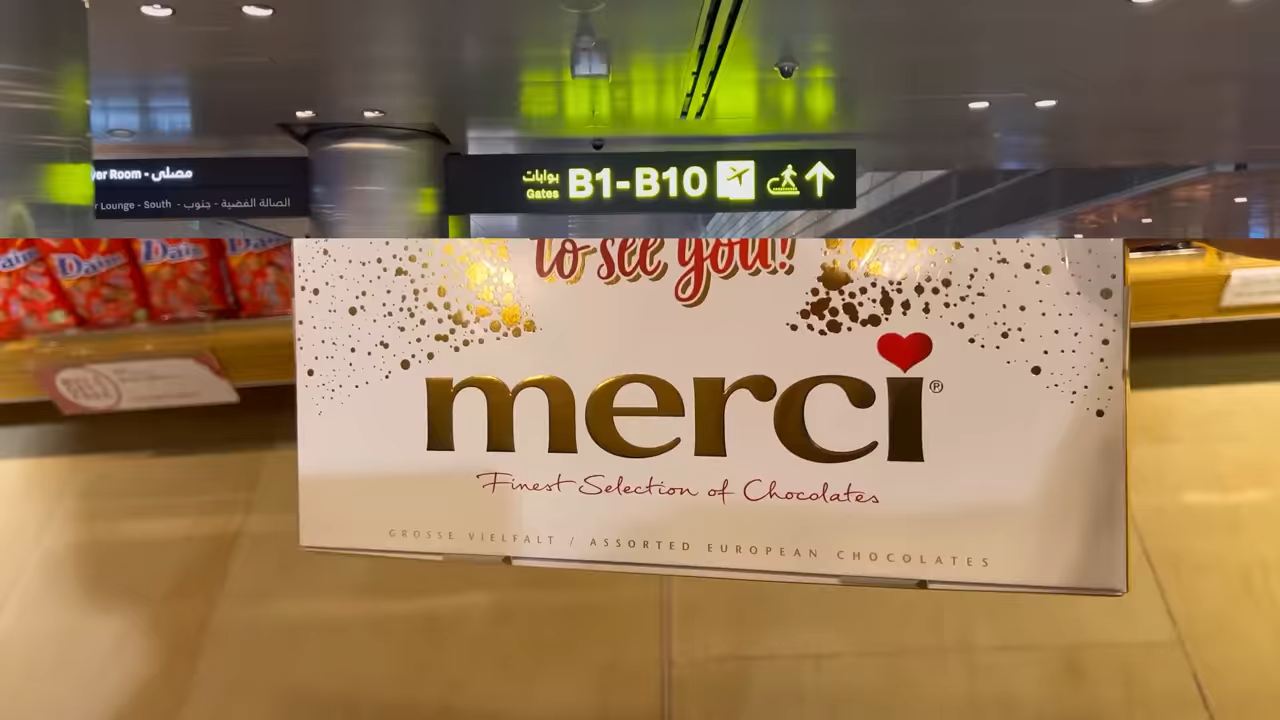 Room - مصلى
Lounge - South - الصالة الفضية - جنوب
بوابات
Gates
B1-B10
Daim
Daim
to see you!
merci
Finest Selection of Chocolates
GROSSE VIELFALT / ASSORTED EUROPEAN CHOCOLATES